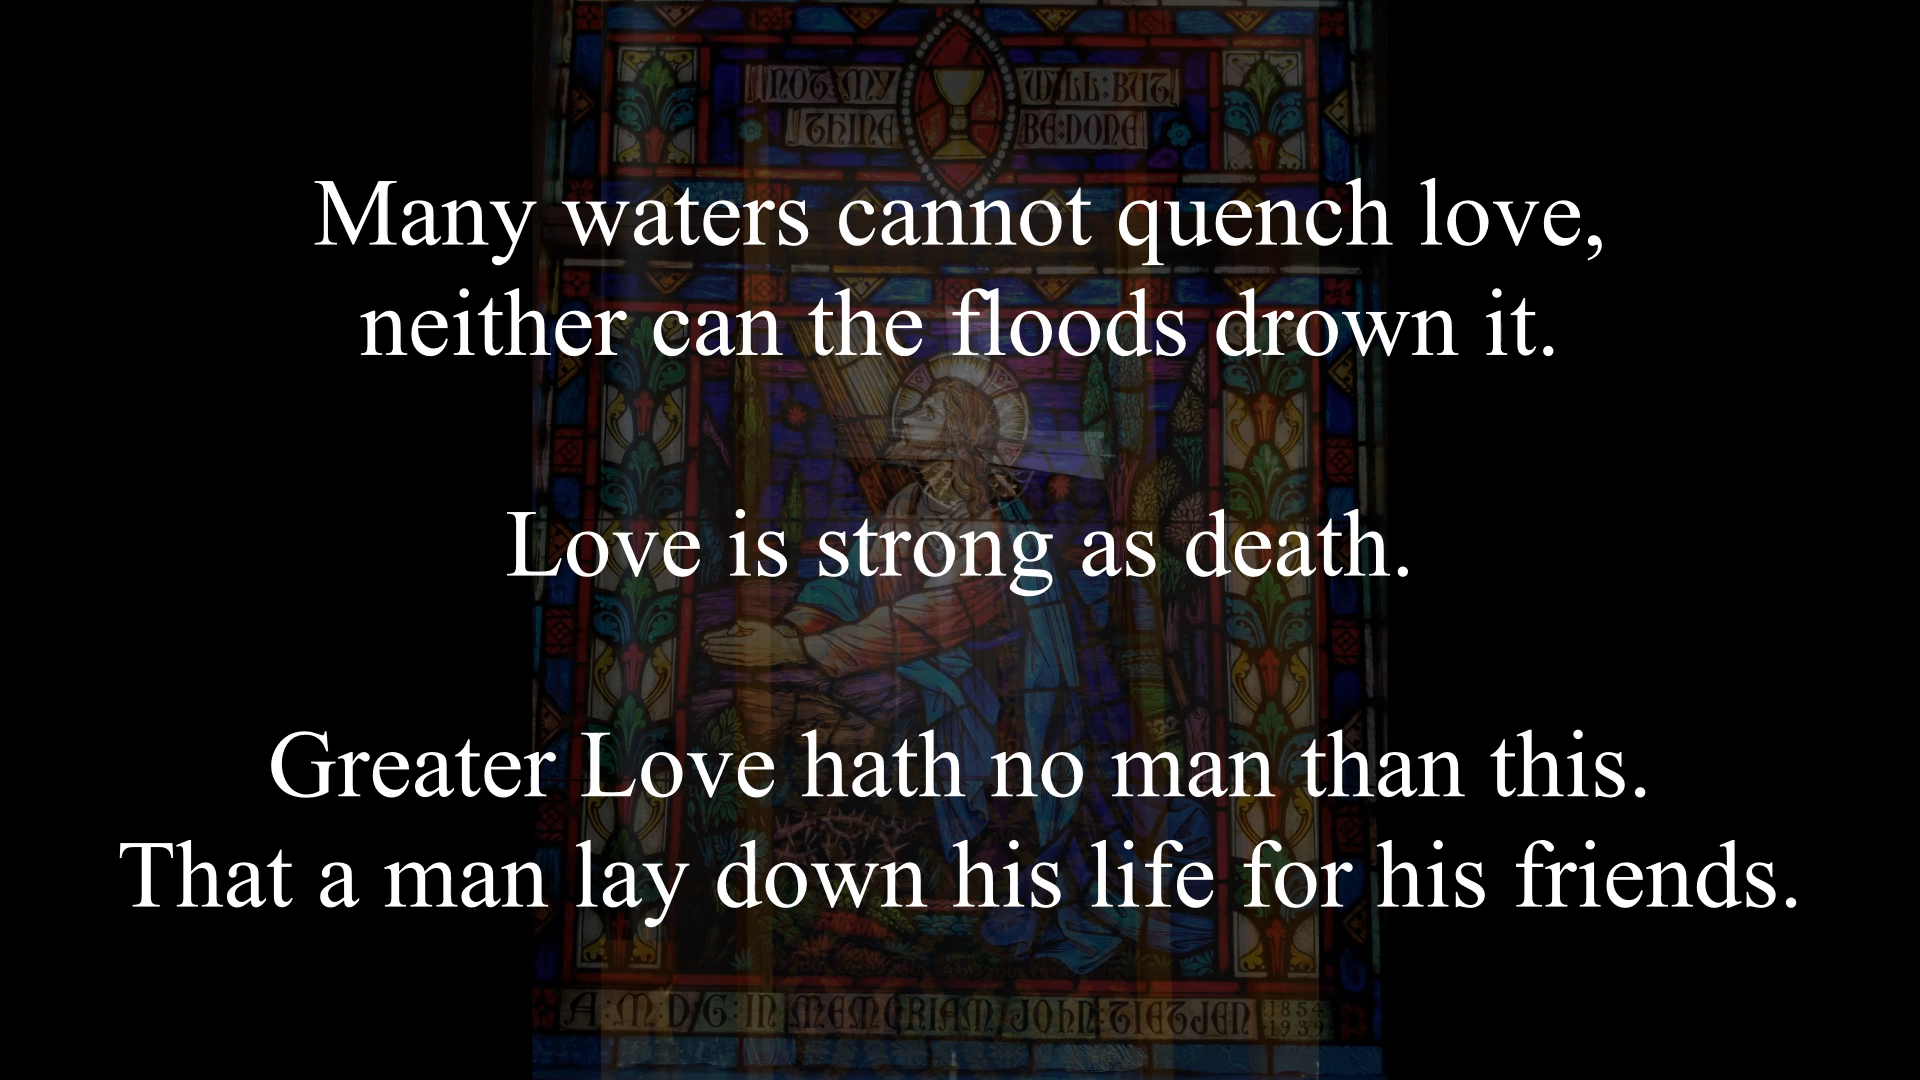 NOT MY WILL: BUT
THINE BE: DONE
Many waters cannot quench love,
neither can the floods drown it.
Love is strong as death.
Greater Love hath no man than this.
That a man lay down his life for his friends.
A:M:D:G: IN MEMORIAM JOHN: TIETJEN 1854
1939